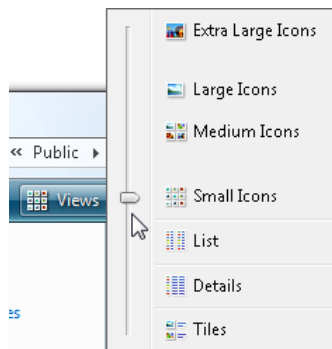 Extra Large Icons
Large Icons
Medium Icons
« Public
Views
Small Icons
List
Details
es
Tiles